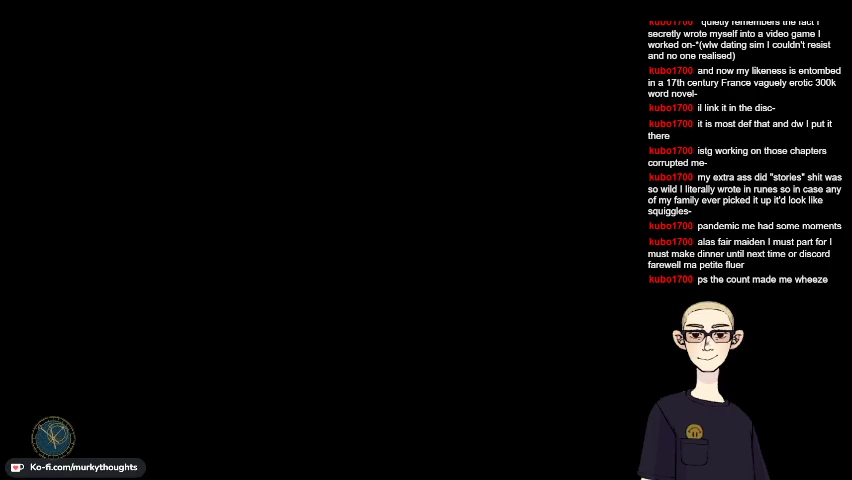 kubo1700 quietly remembers the fact I
secretly wrote myself into a video game I
worked on-*(wlw dating sim I couldn't resist
and no one realised)
kubo1700 and now my likeness is entombed
in a 17th century France vaguely erotic 300k
word novel-
kubo1700 il link it in the disc-
kubo1700 it is most def that and dw I put it
there
kubo1700 istg working on those chapters
corrupted me-
kubo1700 my extra ass did "stories" shit was
so wild I literally wrote in runes so in case any
of my family ever picked it up it'd look like
squiggles-
kubo1700 pandemic me had some moments
kubo1700 alas fair maiden I must part for I
must make dinner until next time or discord
farewell ma petite fluer
kubo1700 ps the count made me wheeze
Ko-fi.com/murkythoughts